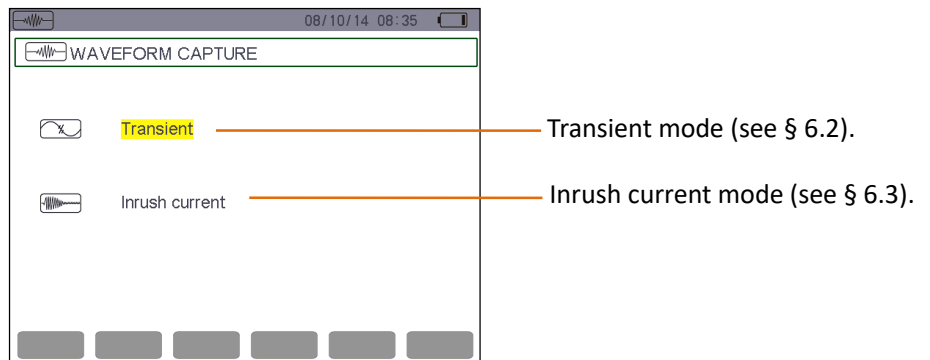 08/10/14 08:35
WAVEFORM CAPTURE
Transient
Transient mode (see § 6.2).
Inrush current
Inrush current mode (see § 6.3).